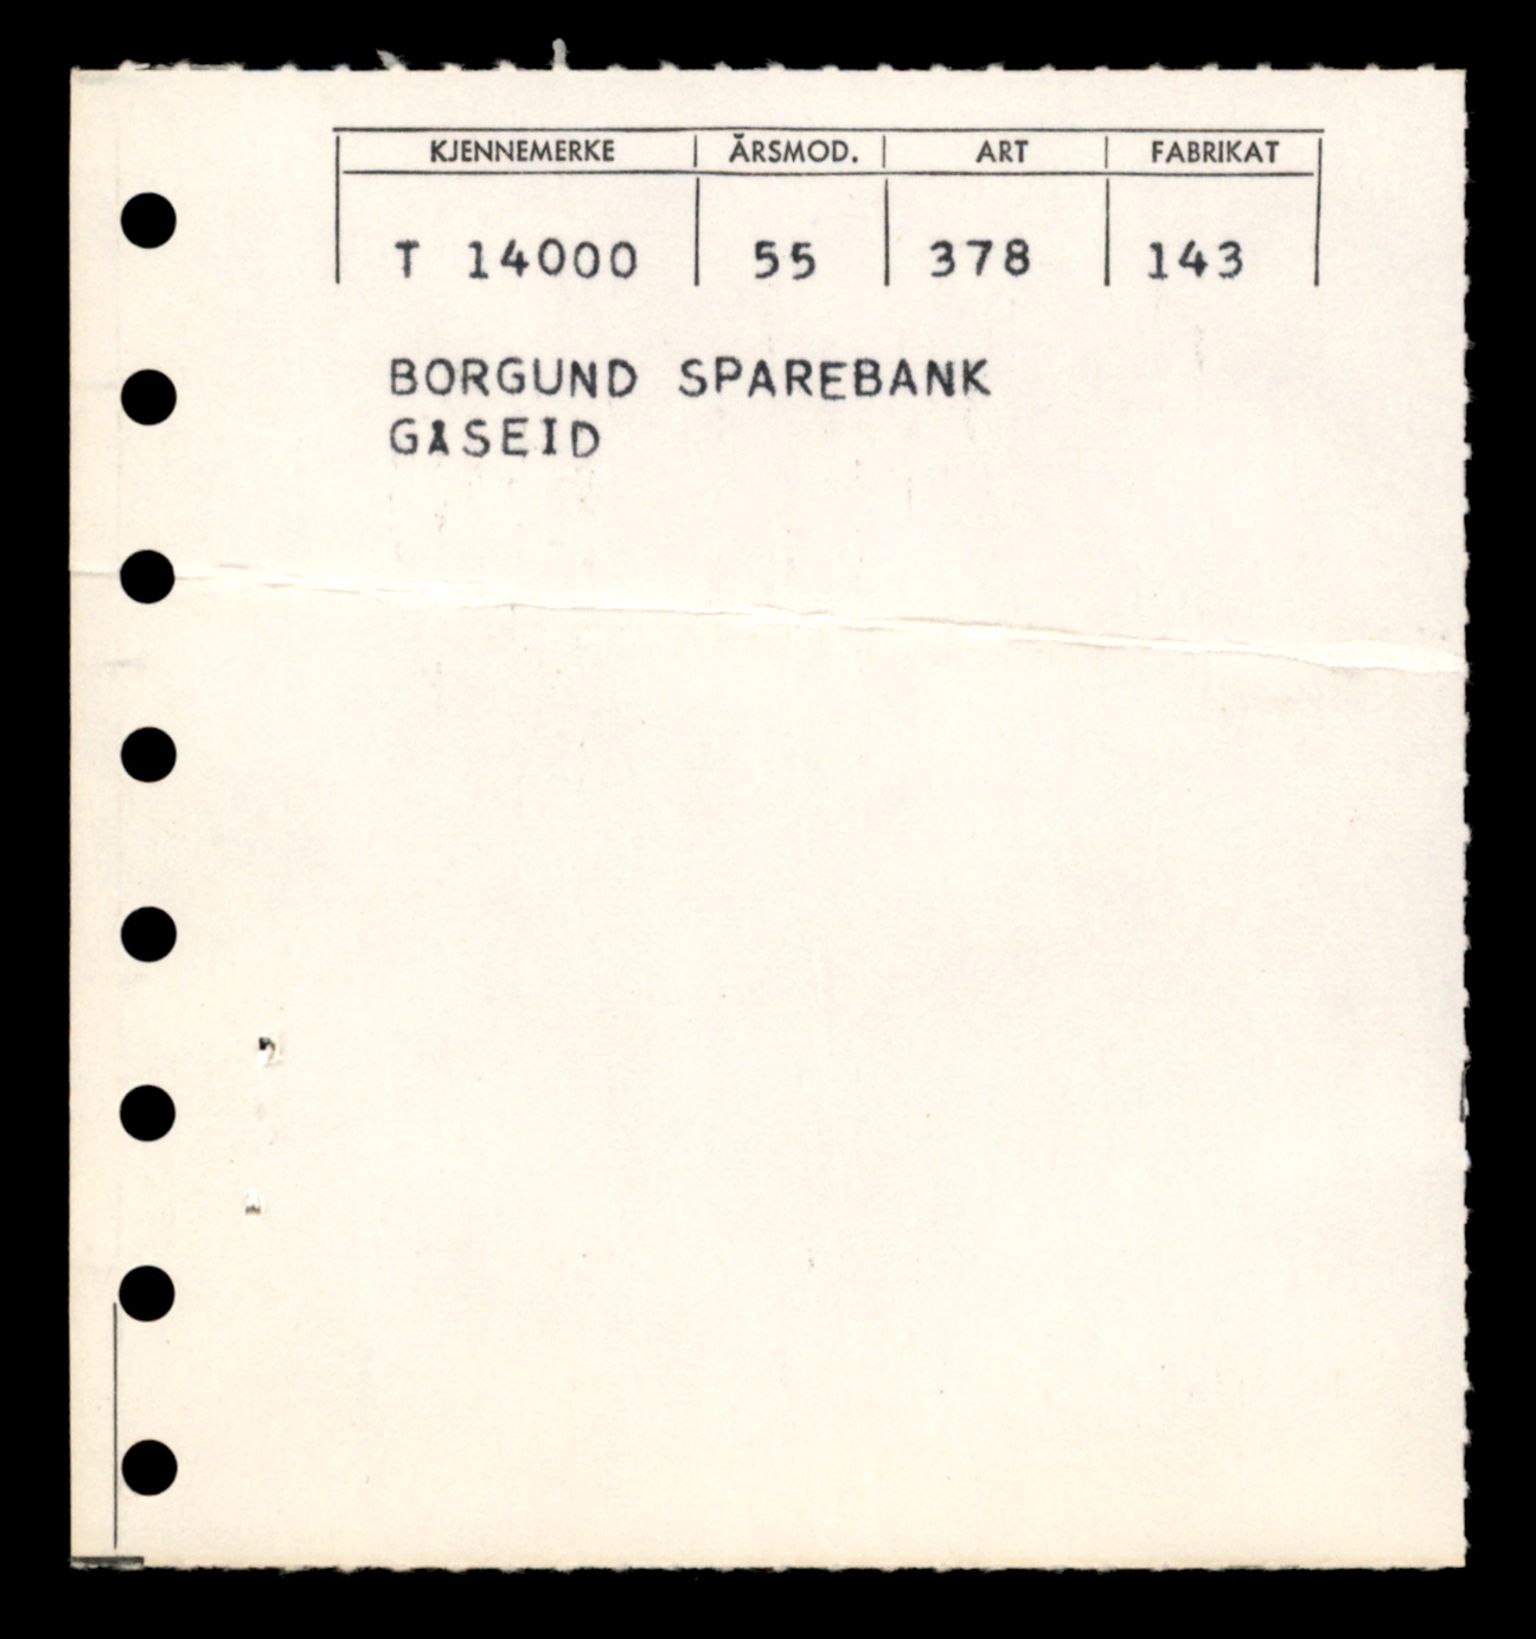 KJENNEMERKE ÅRSMOD. ART FABRIKAT
T 14000 55 378 143
BORGUND SPAREBANK
GÅSEID